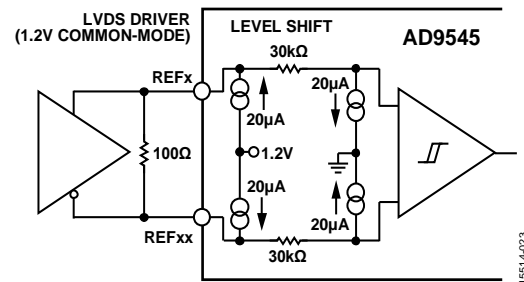 LVDS DRIVER
(1.2V COMMON-MODE)
LEVEL SHIFT
AD9545
30kΩ
REFx
20µA
20µA
100Ω
1.2V
20µA
20µA
REFxx
30kΩ
15514-023